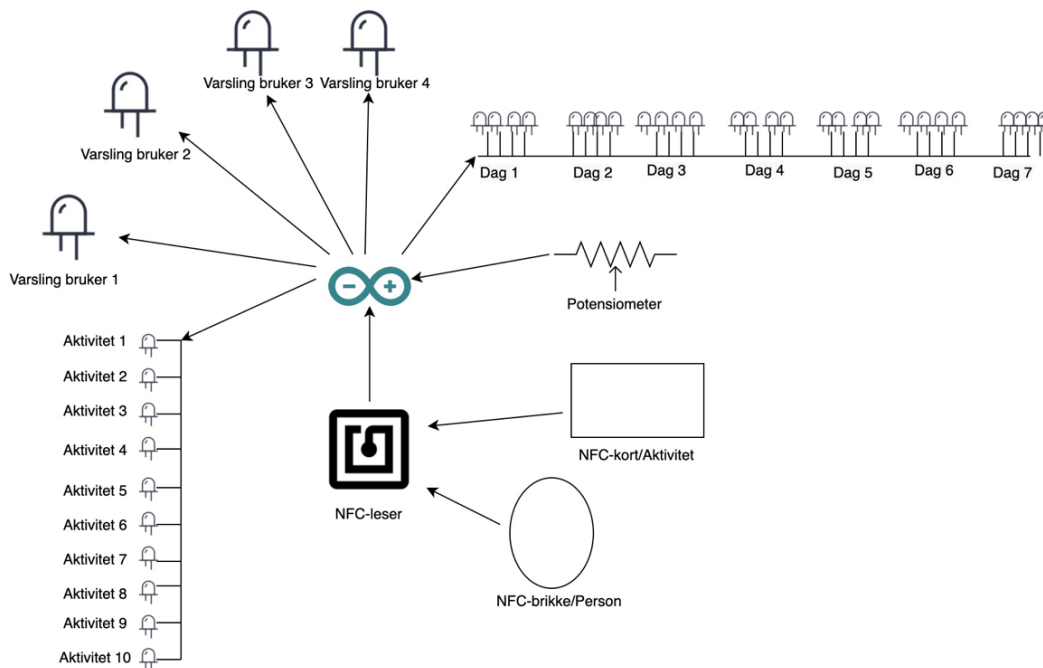 Varsling bruker 3
Varsling bruker 4
Varsling bruker 2
Varsling bruker 1
Dag 1
Dag 2
Dag 3
Dag 4
Dag 5
Dag 6
Dag 7
Potensiometer
NFC-kort/Aktivitet
NFC-leser
NFC-brikke/Person
Aktivitet 1
Aktivitet 2
Aktivitet 3
Aktivitet 4
Aktivitet 5
Aktivitet 6
Aktivitet 7
Aktivitet 8
Aktivitet 9
Aktivitet 10